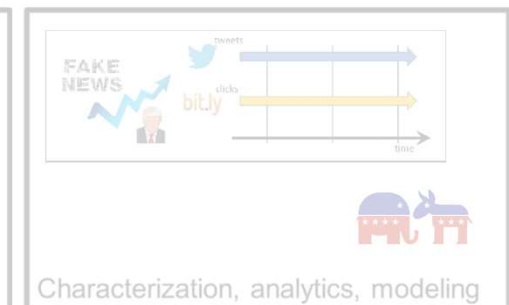 tweets
FAKE
NEWS
clicks
bit.ly
time
Characterization, analytics, modeling